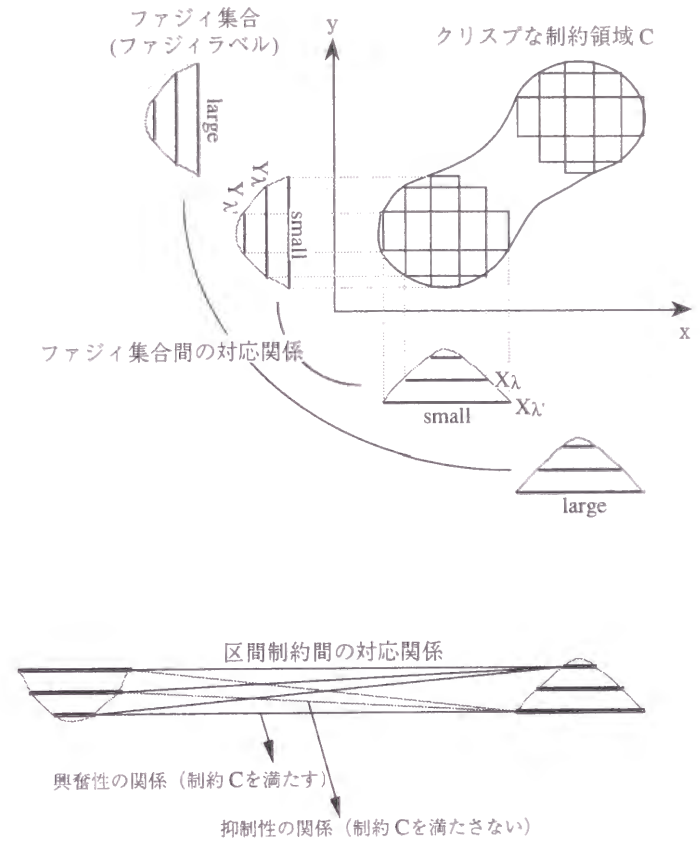 ファジィ集合
(ファジィラベル)
y
クリスプな制約領域 C
large
Yλ
Yλ'
small
x
ファジィ集合間の対応関係
Xλ
small
Xλ'
large
区間制約間の対応関係
興奮性の関係（制約 C を満たす）
抑制性の関係（制約 C を満たさない）